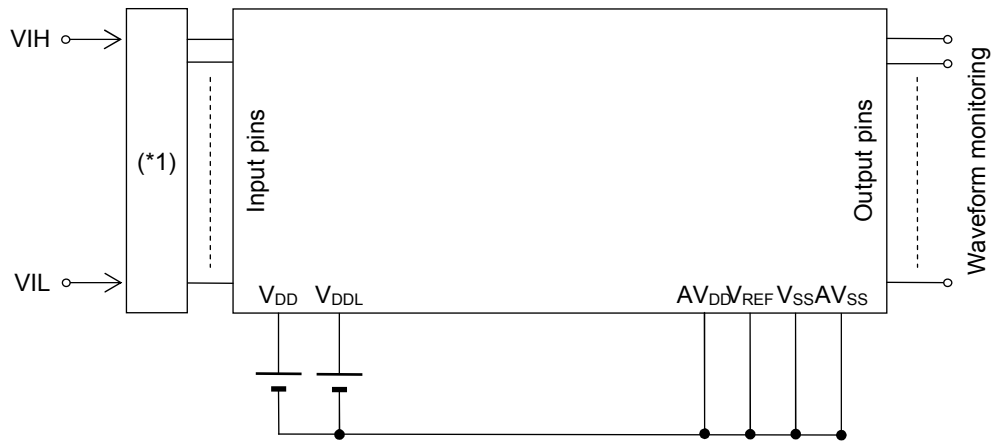 VIH
(*1)
VIL
Input pins
Output pins
Waveform monitoring
VDD VDDL AVDD VREF VSS AVSS